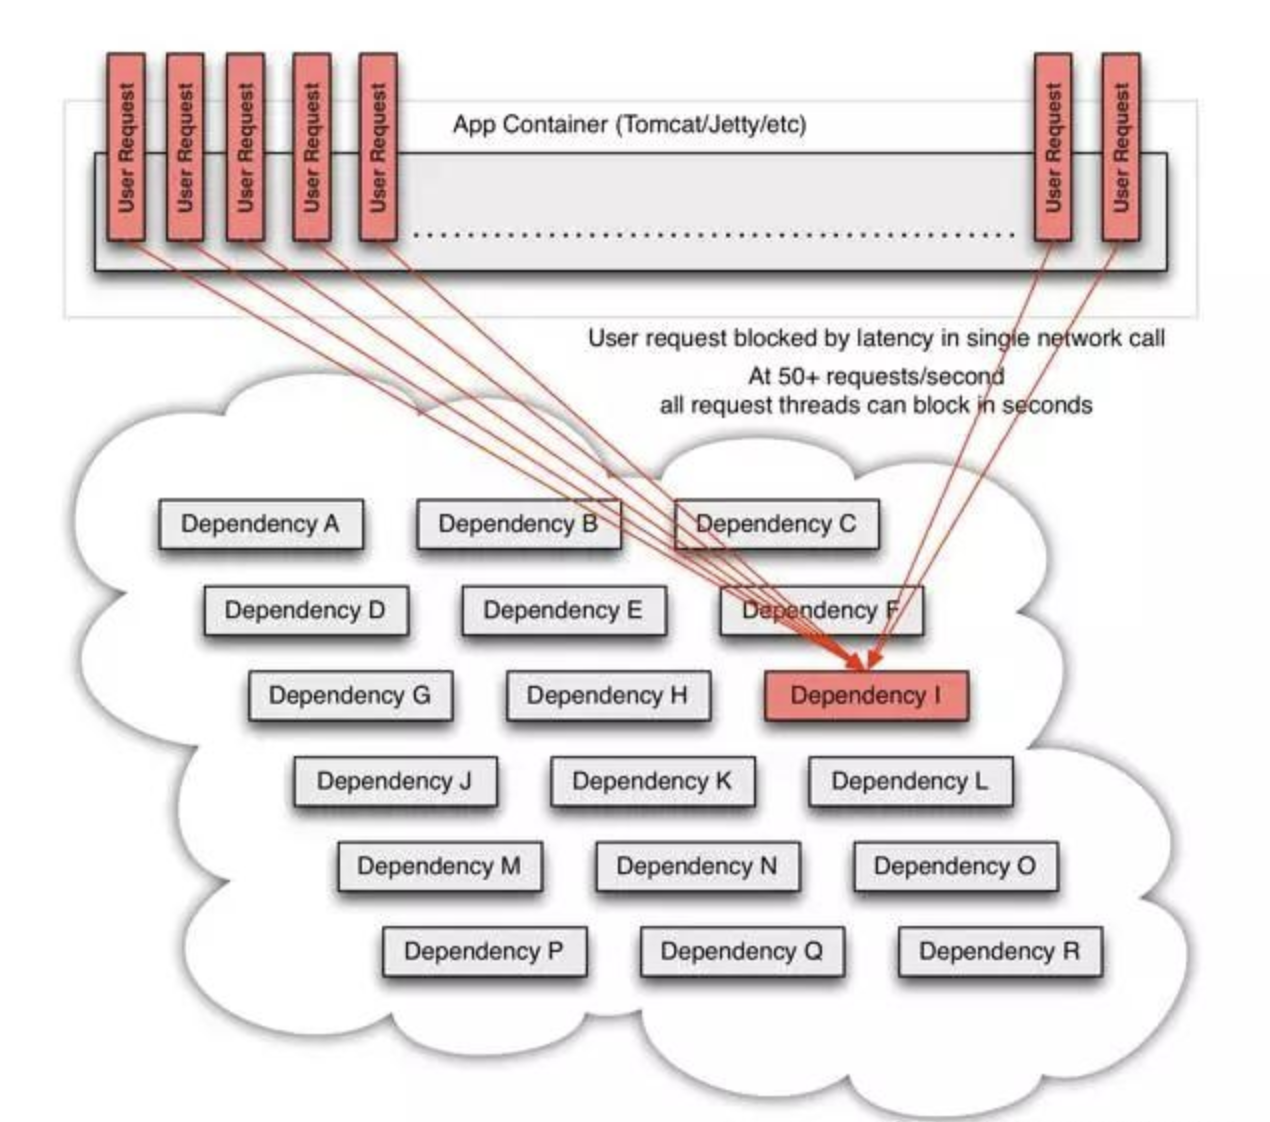 User Request
User Request
User Request
User Request
User Request
User Request
User Request
App Container (Tomcat/Jetty/etc)
User request blocked by latency in single network call
At 50+ requests/second
all request threads can block in seconds
Dependency A
Dependency B
Dependency C
Dependency D
Dependency E
Dependency F
Dependency G
Dependency H
Dependency I
Dependency J
Dependency K
Dependency L
Dependency M
Dependency N
Dependency O
Dependency P
Dependency Q
Dependency R